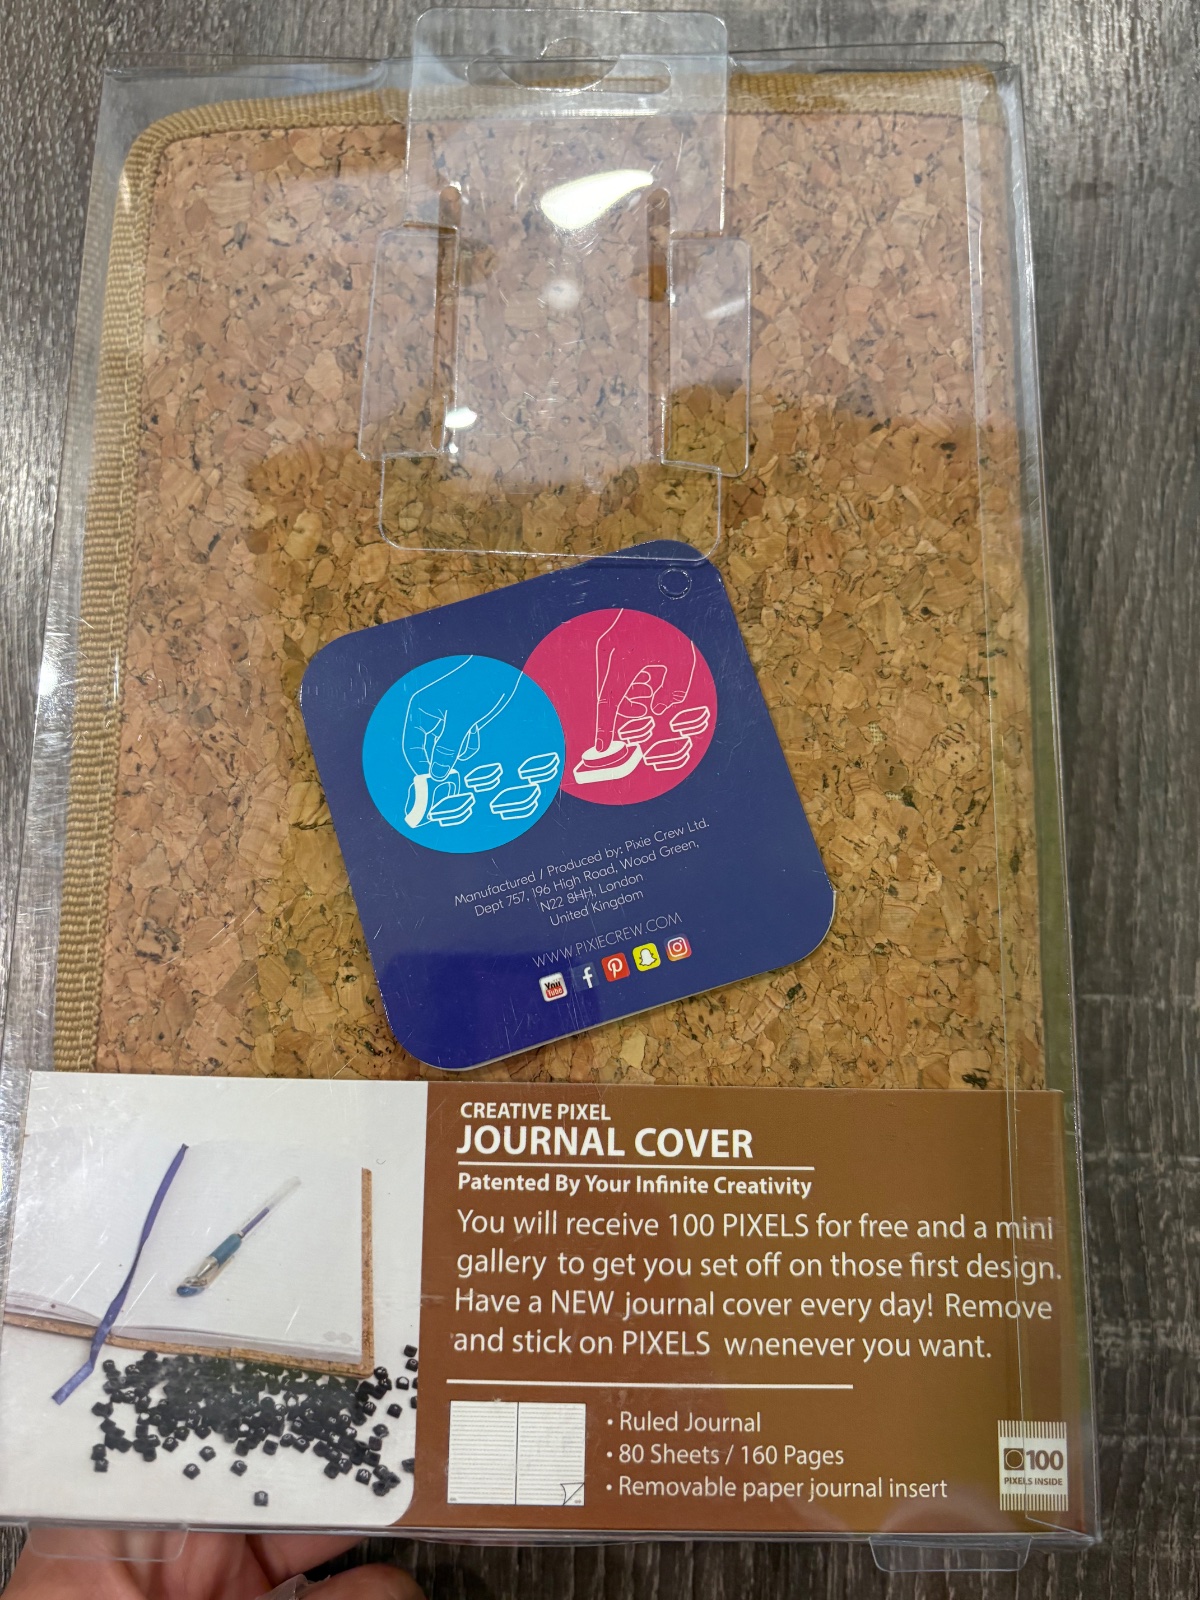 Manufactured / Produced by: Pixie Crew Ltd.
Dept 757, 196 High Road, Wood Green,
N22 8HH, London
United Kingdom
WWW.PIXIECREW.COM
You Tube
CREATIVE PIXEL
JOURNAL COVER
Patented By Your Infinite Creativity
You will receive 100 PIXELS for free and a mini
gallery to get you set off on those first design.
Have a NEW journal cover every day! Remove
and stick on PIXELS whenever you want.
• Ruled Journal
• 80 Sheets / 160 Pages
• Removable paper journal insert
100
PIXELS INSIDE